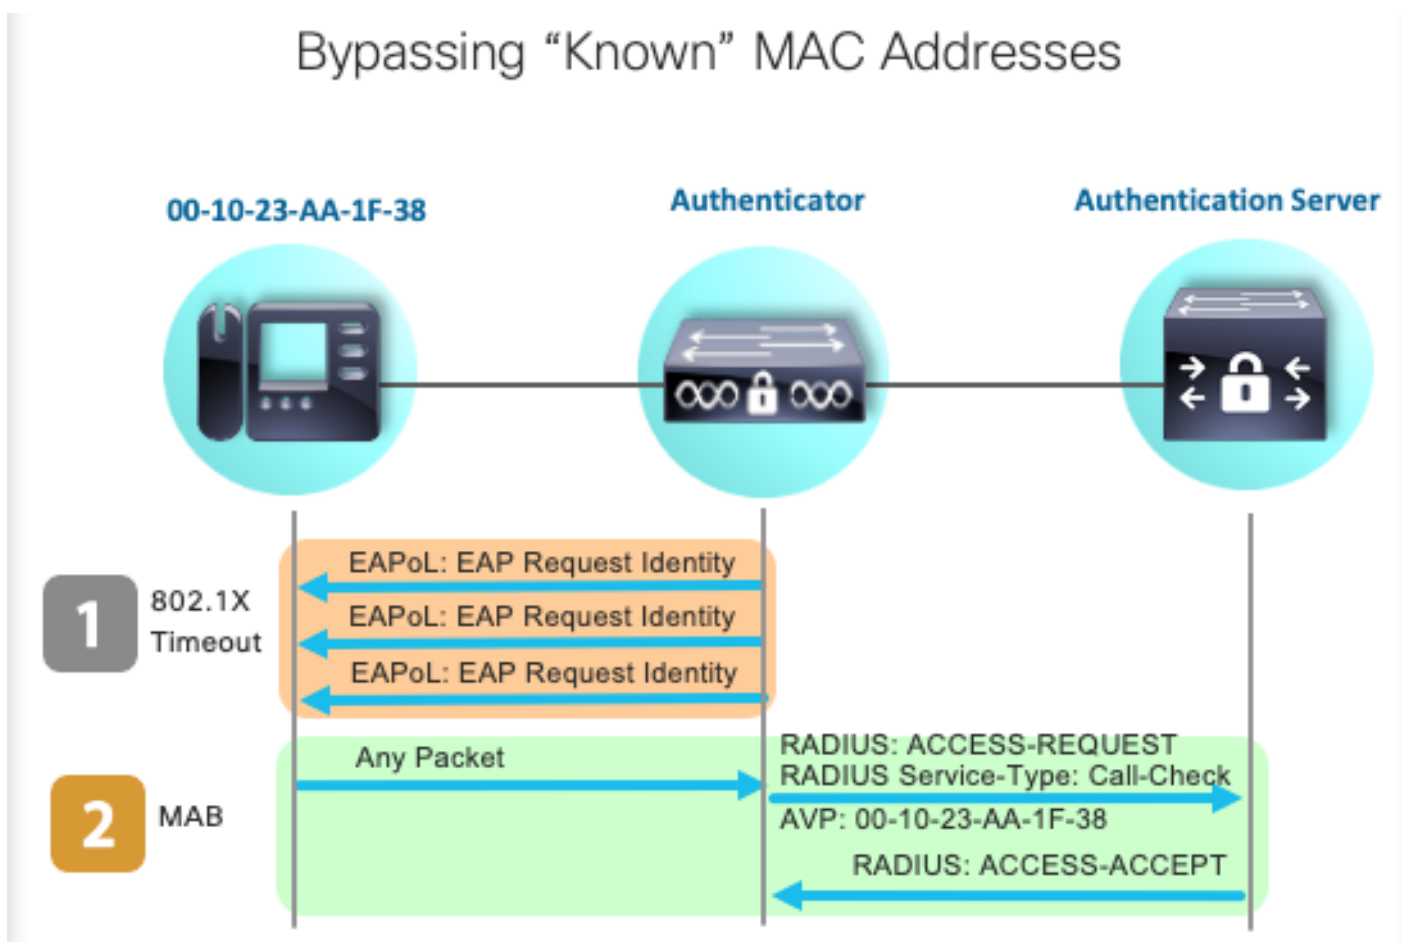 Bypassing “Known” MAC Addresses
00-10-23-AA-1F-38
Authenticator
Authentication Server
1
802.1X
Timeout
EAPoL: EAP Request Identity
EAPoL: EAP Request Identity
EAPoL: EAP Request Identity
2
MAB
Any Packet
RADIUS: ACCESS-REQUEST
RADIUS Service-Type: Call-Check
AVP: 00-10-23-AA-1F-38
RADIUS: ACCESS-ACCEPT